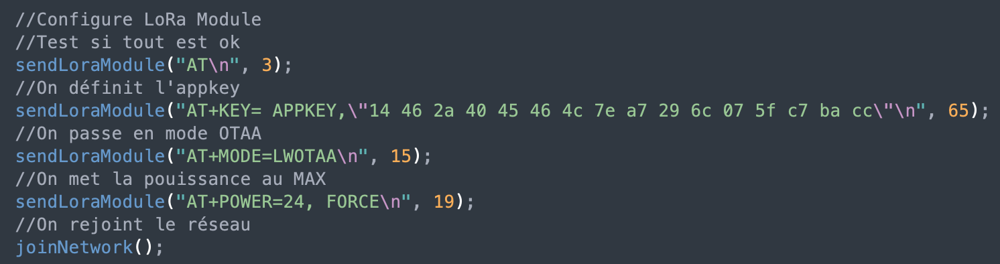 //Configure LoRa Module
//Test si tout est ok
sendLoraModule("AT\n", 3);
//On définit l'appkey
sendLoraModule("AT+KEY= APPKEY,\"14 46 2a 40 45 46 4c 7e a7 29 6c 07 5f c7 ba cc\"\n", 65);
//On passe en mode OTAA
sendLoraModule("AT+MODE=LWOTAA\n", 15);
//On met la pouissance au MAX
sendLoraModule("AT+POWER=24, FORCE\n", 19);
//On rejoint le réseau
joinNetwork();